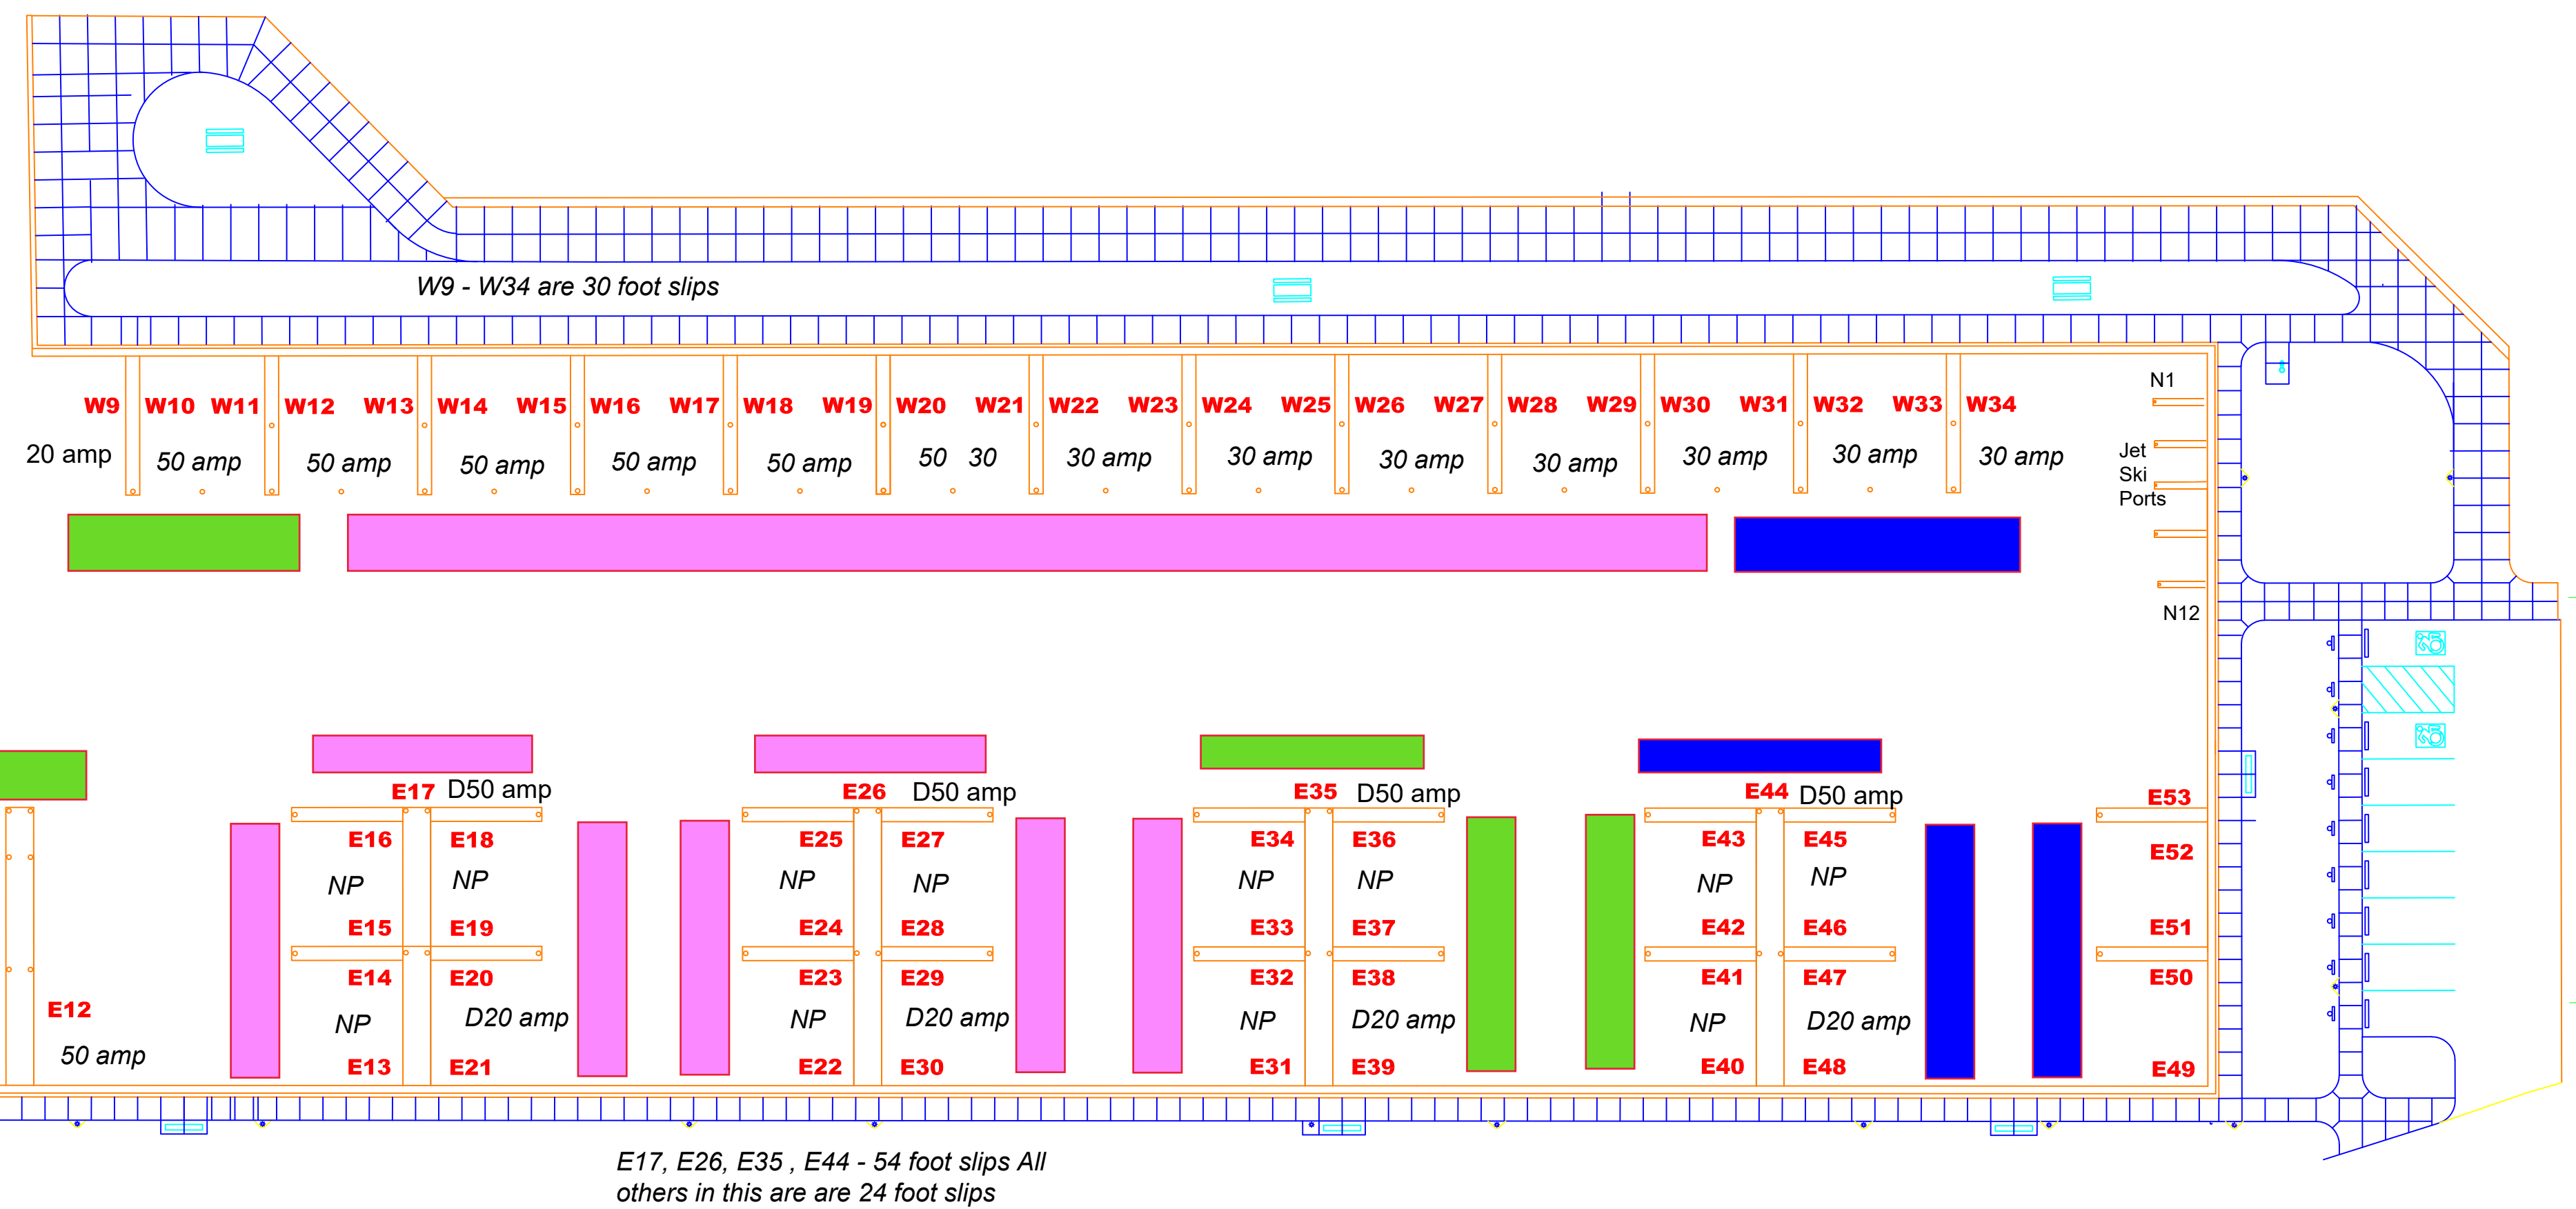 W9 - W34 are 30 foot slips
N1
W9 W10 W11 W12 W13 W14 W15 W16 W17 W18 W19 W20 W21 W22 W23 W24 W25 W26 W27 W28 W29 W30 W31 W32 W33 W34
20 amp 50 amp 50 amp 50 amp 50 amp 50 amp 50 30 30 amp 30 amp 30 amp 30 amp 30 amp 30 amp 30 amp
Jet
Ski
Ports
N12
E17 D50 amp E26 D50 amp E35 D50 amp E44 D50 amp E53
E16 E18 E25 E27 E34 E36 E43 E45 E52
NP NP NP NP NP NP NP NP
E15 E19 E24 E28 E33 E37 E42 E46 E51
E14 E20 E23 E29 E32 E38 E41 E47 E50
E12 NP D20 amp NP D20 amp NP D20 amp NP D20 amp
50 amp E13 E21 E22 E30 E31 E39 E40 E48 E49
E17, E26, E35 , E44 - 54 foot slips All
others in this are are 24 foot slips